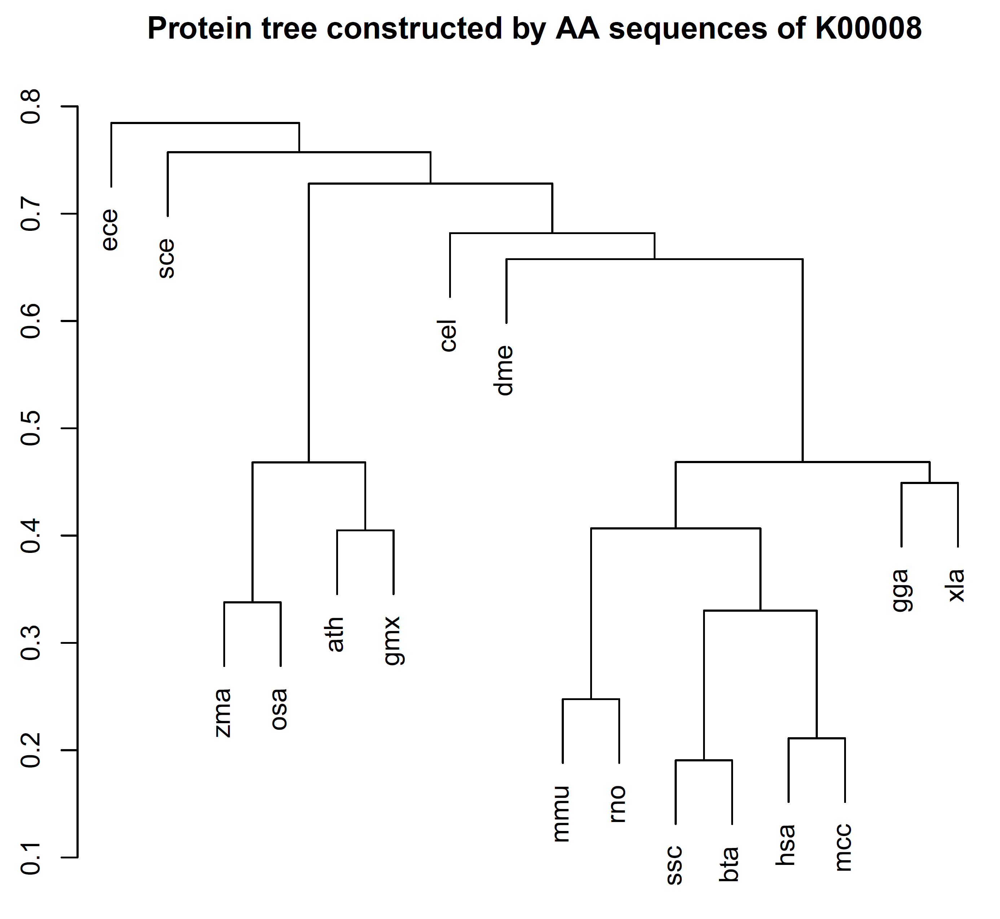 Protein tree constructed by AA sequences of K00008
0.8
0.7
0.6
0.5
0.4
0.3
0.2
0.1
ece
sce
zma
osa
ath
gmx
cel
dme
mmu
rno
ssc
bta
hsa
mcc
gga
xla